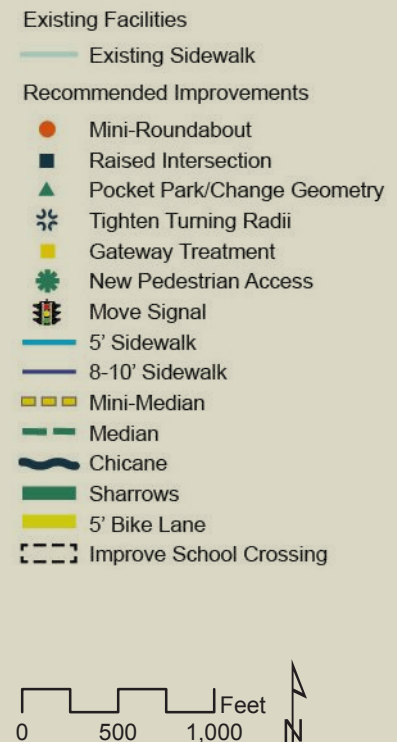 Existing Facilities
Existing Sidewalk
Recommended Improvements
Mini-Roundabout
Raised Intersection
Pocket Park/Change Geometry
Tighten Turning Radii
Gateway Treatment
New Pedestrian Access
Move Signal
5’ Sidewalk
8-10’ Sidewalk
Mini-Median
Median
Chicane
Sharrows
5’ Bike Lane
Improve School Crossing
Feet
0 500 1,000 N